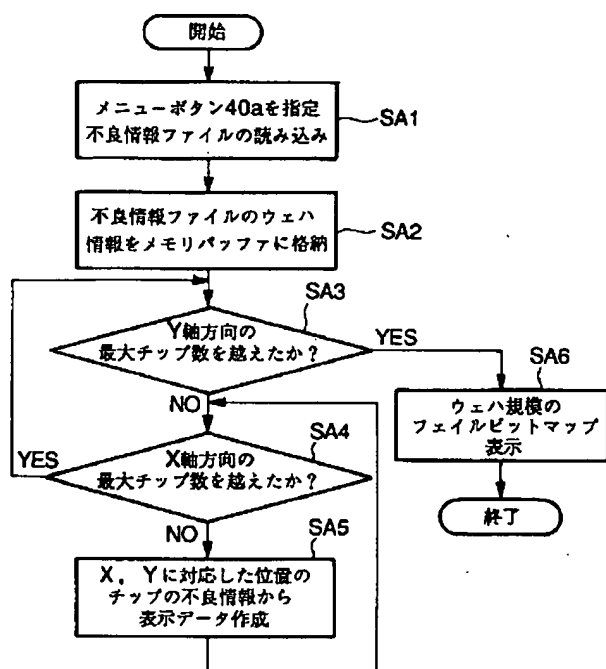 開始
メニューボタン40aを指定
不良情報ファイルの読み込み
SA1
不良情報ファイルのウェハ
情報をメモリバッファに格納
SA2
SA3
Y軸方向の
最大チップ数を越えたか?
YES
NO
SA6
ウェハ規模の
フェイルビットマップ
表示
終了
SA4
YES
X軸方向の
最大チップ数を越えたか?
NO
SA5
X,Yに対応した位置の
チップの不良情報から
表示データ作成